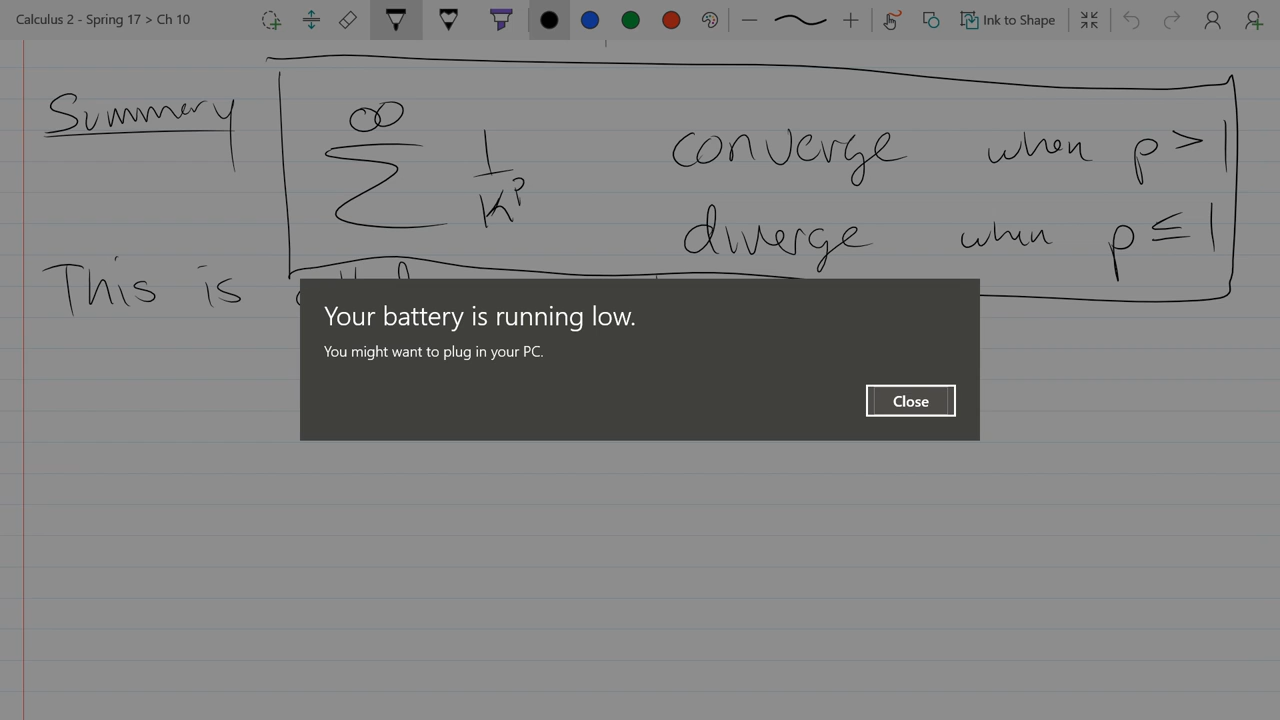 Calculus 2 - Spring 17 > Ch 10
Ink to Shape
Summary
∞
∑ 1/K^p converge when p > 1
diverge when p ≤ 1
This is
Your battery is running low.
You might want to plug in your PC.
Close